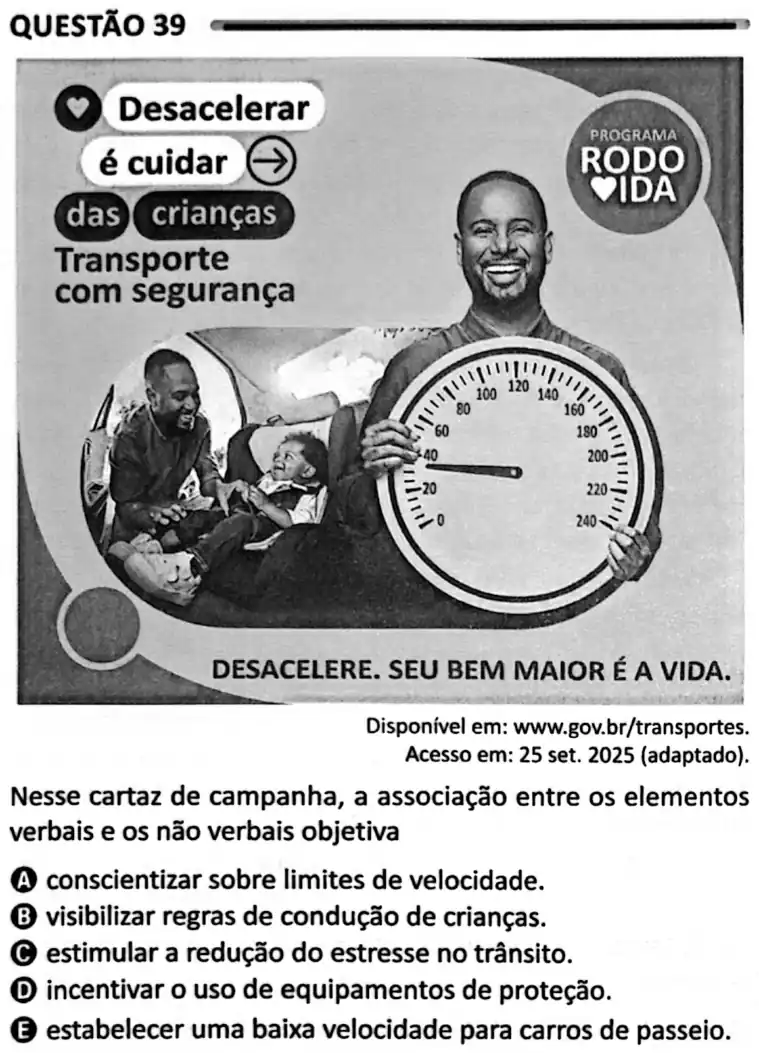 QUESTÃO 39
Desacelerar
é cuidar
das crianças
Transporte
com segurança
PROGRAMA
RODO
IDA
0
20
40
60
80
100
120
140
160
180
200
220
240
DESACELERE. SEU BEM MAIOR É A VIDA.
Disponível em: www.gov.br/transportes.
Acesso em: 25 set. 2025 (adaptado).
Nesse cartaz de campanha, a associação entre os elementos
verbais e os não verbais objetiva
A conscientizar sobre limites de velocidade.
B visibilizar regras de condução de crianças.
C estimular a redução do estresse no trânsito.
D incentivar o uso de equipamentos de proteção.
E estabelecer uma baixa velocidade para carros de passeio.